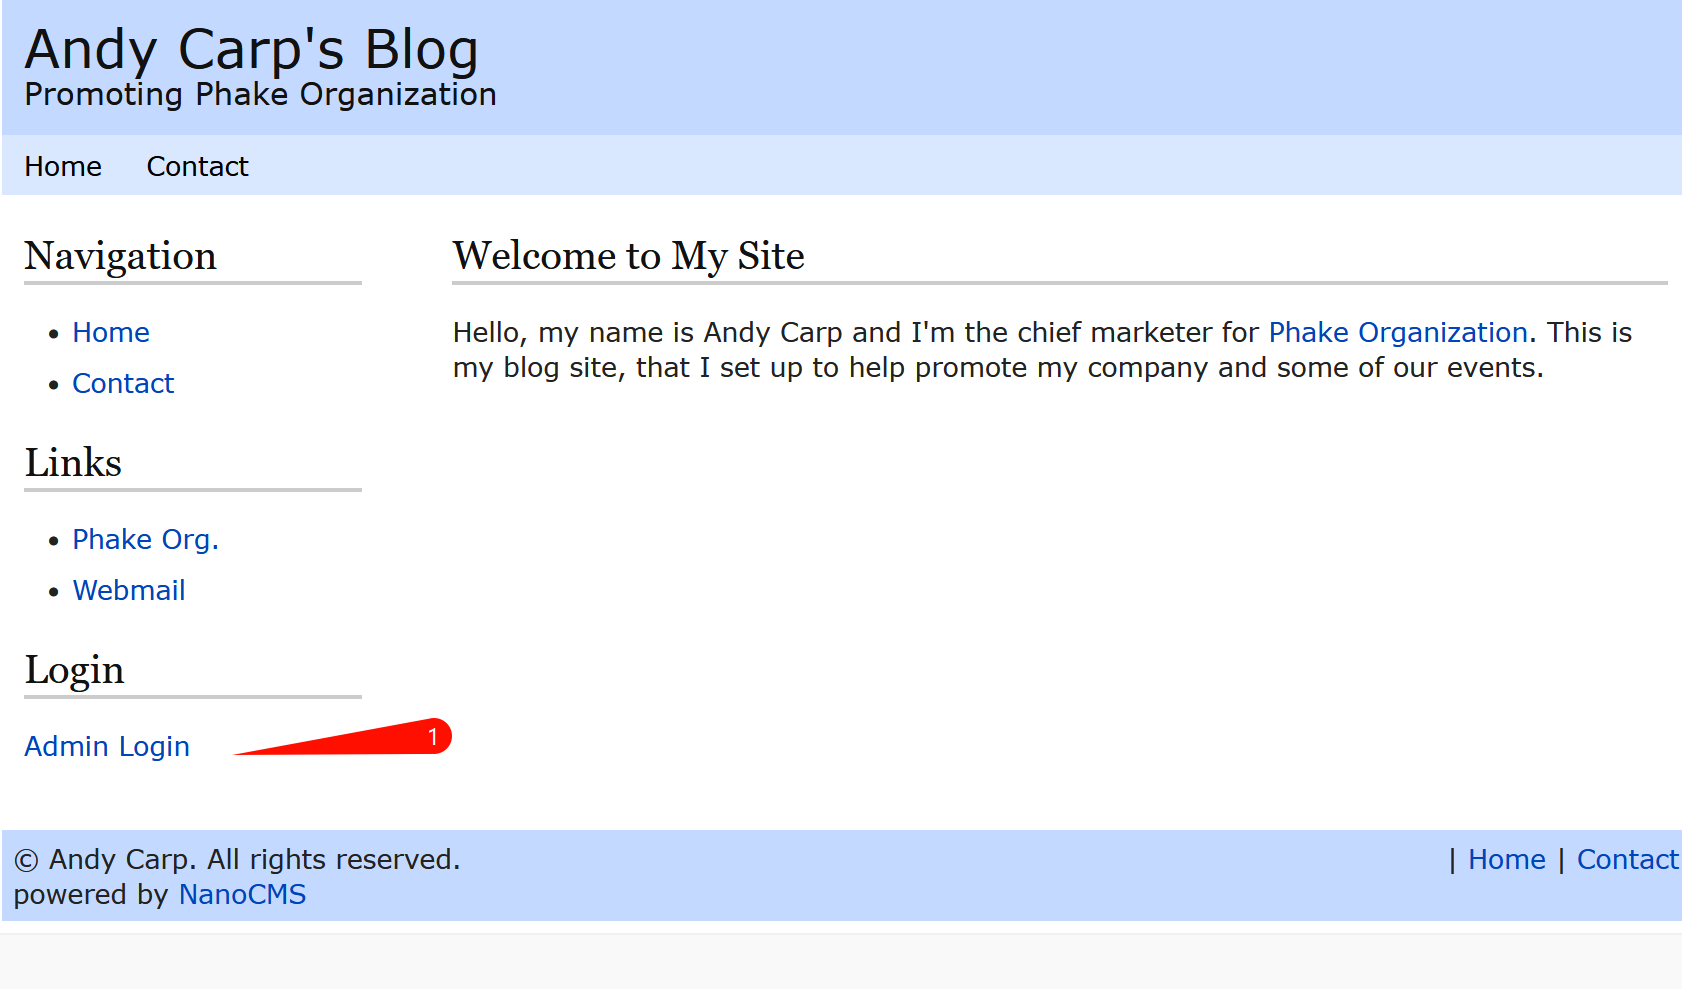 Andy Carp's Blog
Promoting Phake Organization
Home Contact
Navigation
• Home
• Contact
Links
• Phake Org.
• Webmail
Login
Admin Login
1
Welcome to My Site
Hello, my name is Andy Carp and I'm the chief marketer for Phake Organization. This is
my blog site, that I set up to help promote my company and some of our events.
© Andy Carp. All rights reserved.
powered by NanoCMS
| Home | Contact